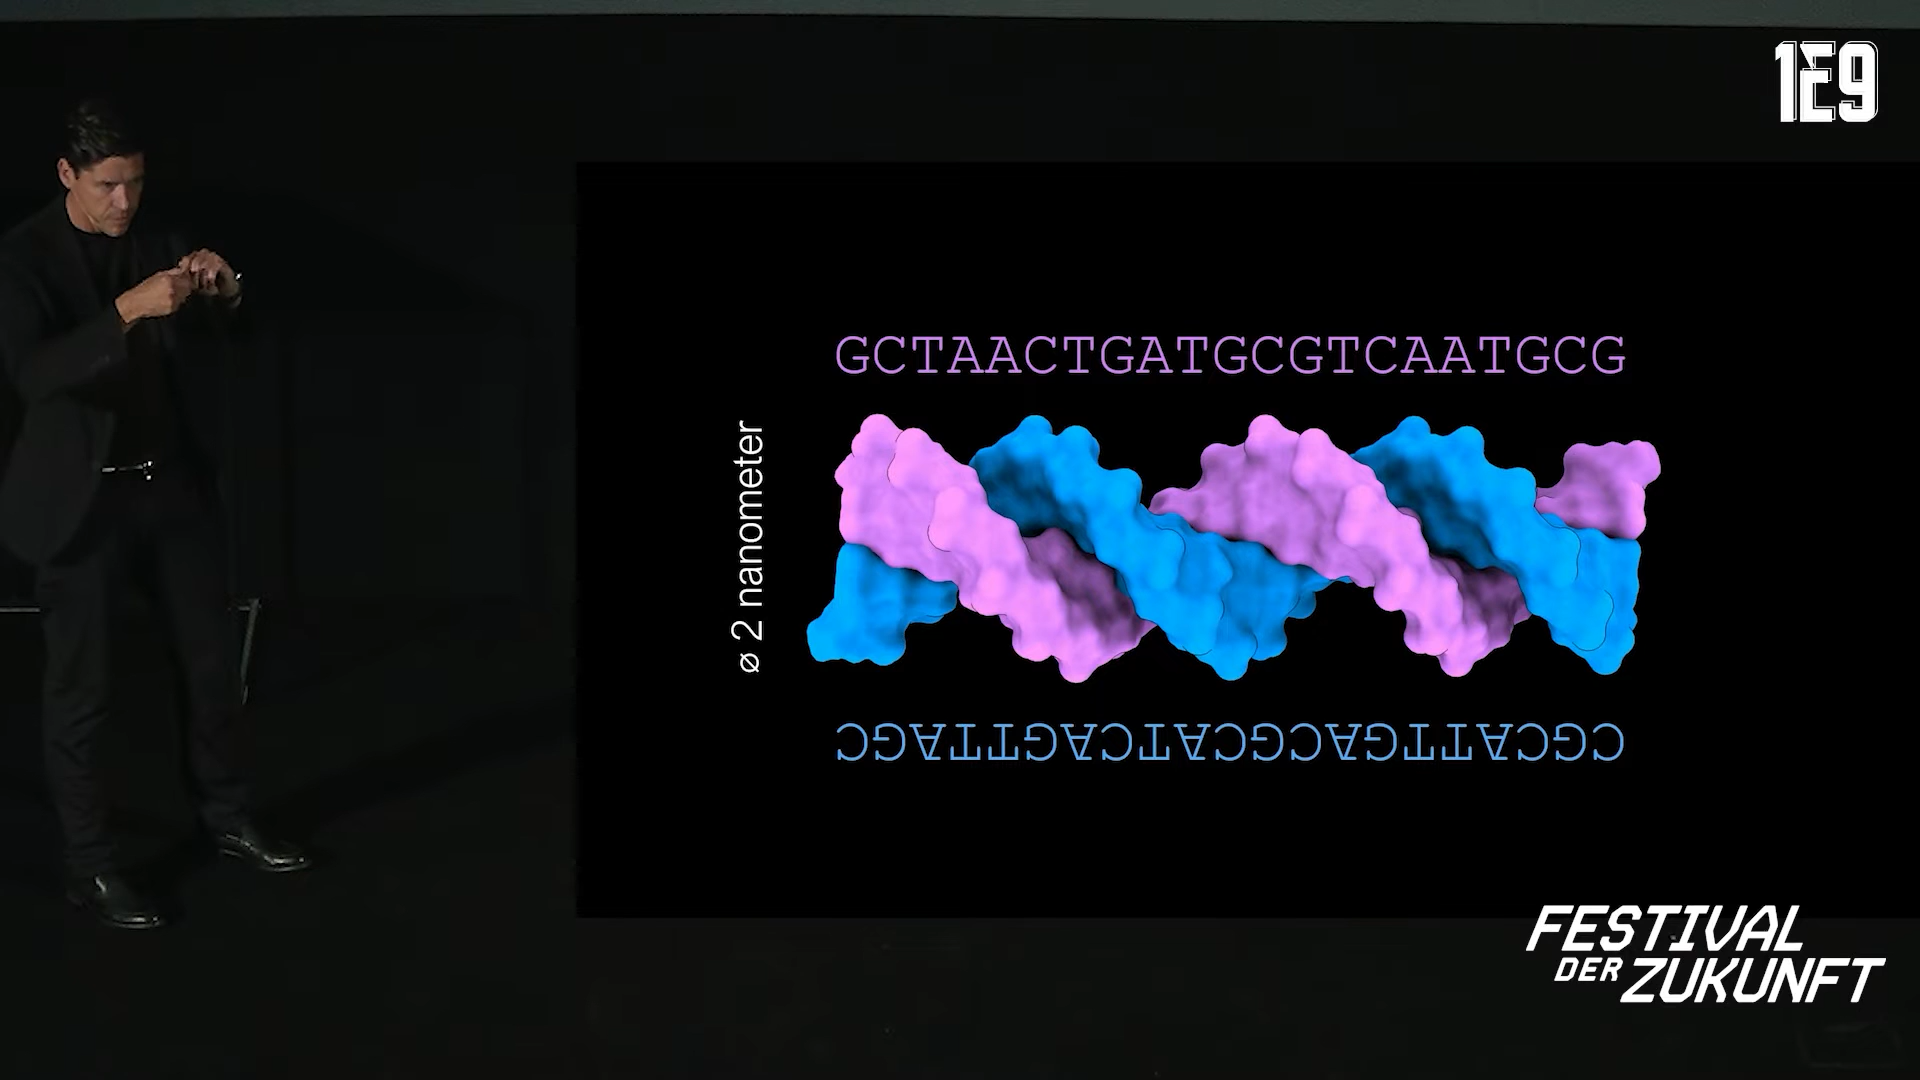 1E9
GCTAACTGATGCGTCAATGCG
ø 2 nanometer
CGCATTGACGCATCAGTTAGC
FESTIVAL
DER ZUKUNFT